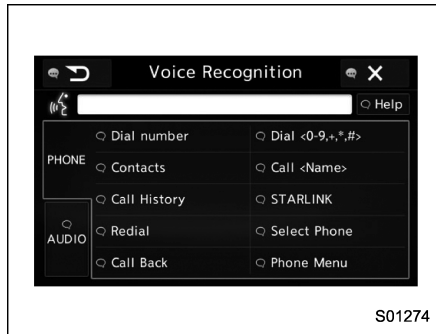 Voice Recognition
Help
PHONE
Dial number
Dial <0-9,+,*,#>
Contacts
Call <Name>
Call History
STARLINK
AUDIO
Redial
Select Phone
Call Back
Phone Menu
S01274